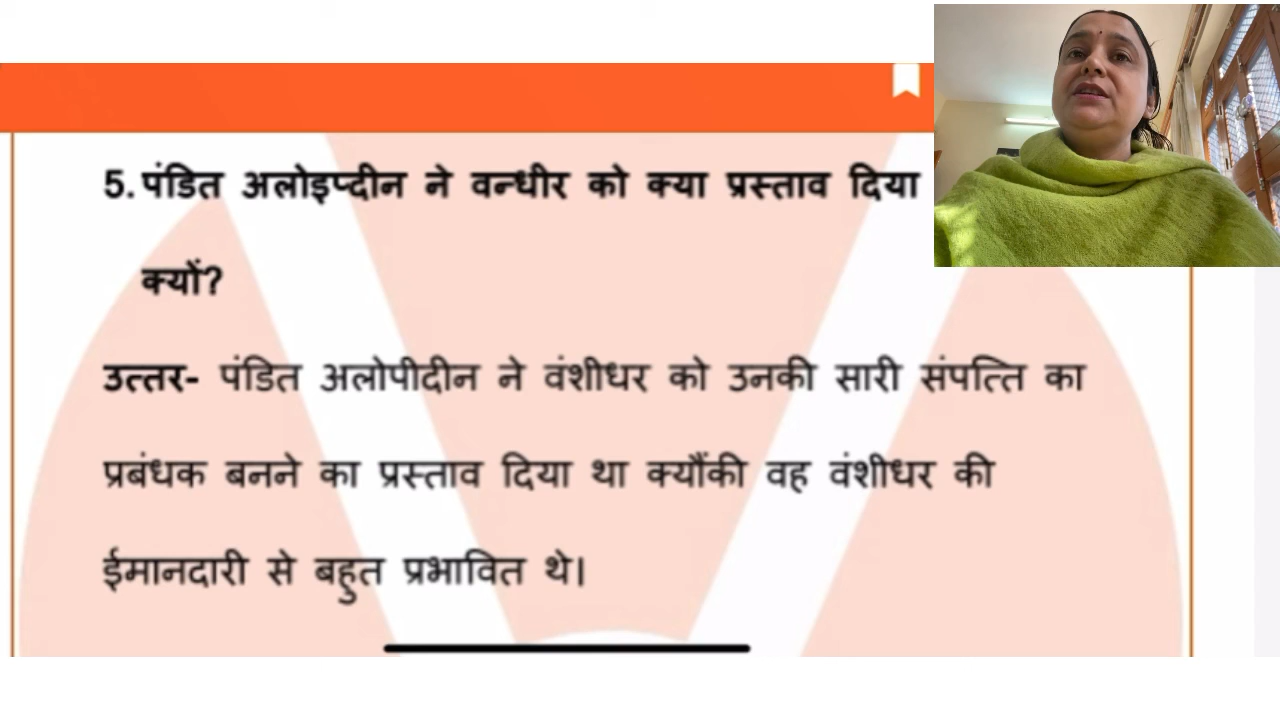 5. पंडित अलोइप्दीन ने वन्धीर को क्या प्रस्ताव दिया
क्यों?
उत्तर- पंडित अलोपीदीन ने वंशीधर को उनकी सारी संपत्ति का
प्रबंधक बनने का प्रस्ताव दिया था क्यौंकी वह वंशीधर की
ईमानदारी से बहुत प्रभावित थे।